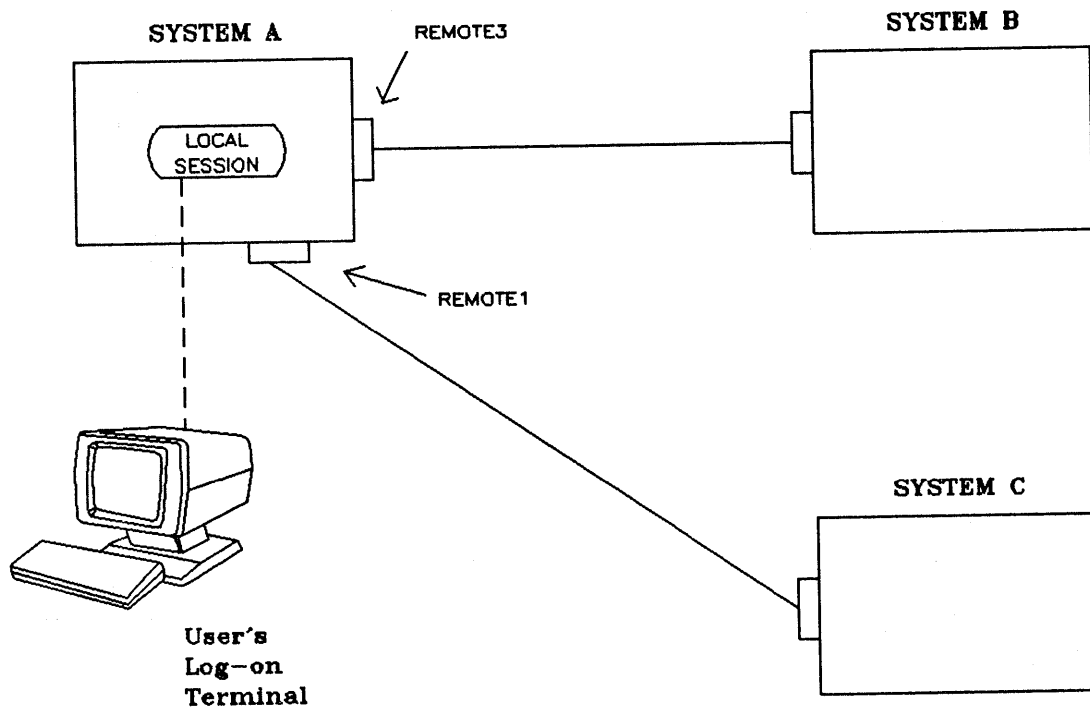 SYSTEM A
REMOTE3
SYSTEM B
LOCAL
SESSION
REMOTE1
SYSTEM C
User's
Log-on
Terminal